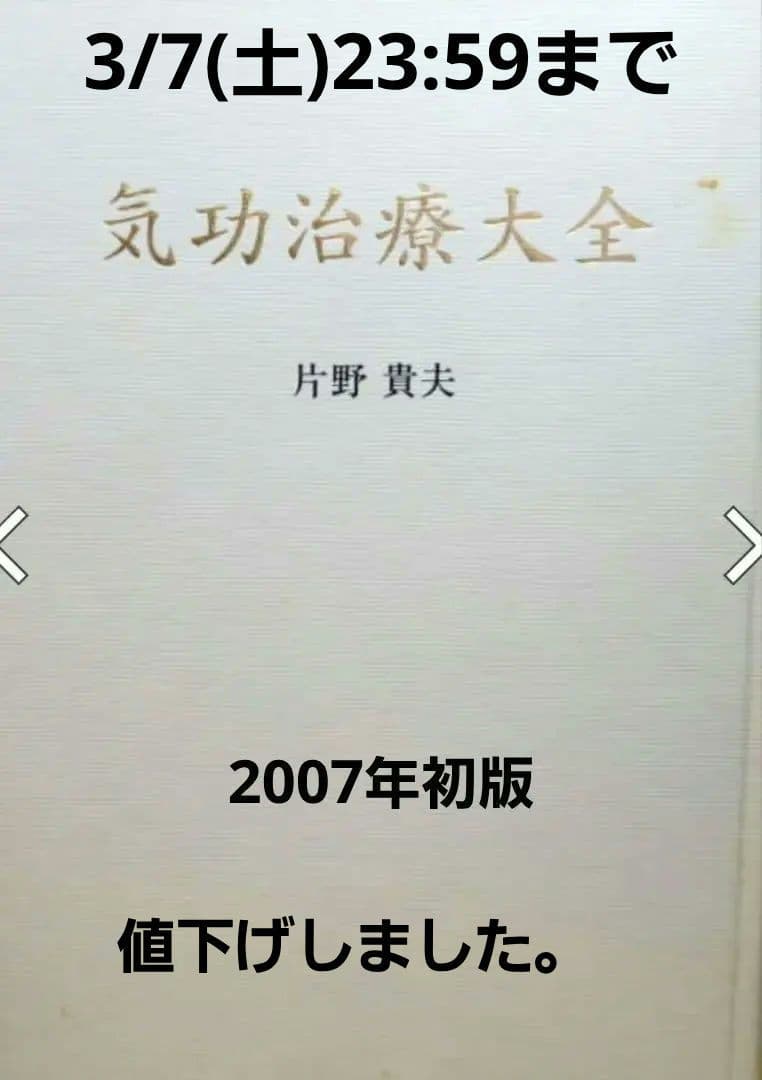 3/7(土)23:59まで
気功治療大全
片野 貴夫
2007年初版
値下げしました。